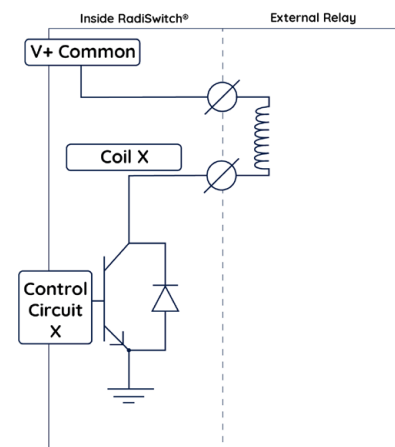 Inside RadiSwitch®
External Relay
V+ Common
Coil X
Control
Circuit
X